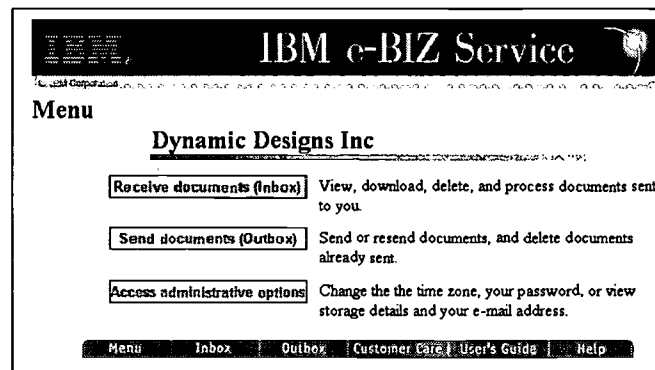 IBM
IBM e-BIZ Service
IBM Corporation
Menu
Dynamic Designs Inc
Receive documents (Inbox) View, download, delete, and process documents sent
to you.
Send documents (Outbox) Send or resend documents, and delete documents
already sent.
Access administrative options Change the the time zone, your password, or view
storage details and your e-mail address.
Menu Inbox Outbox Customer Care User's Guide Help